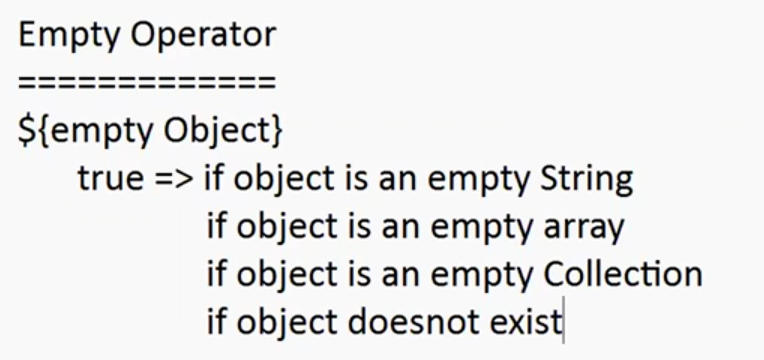 Empty Operator
=============
${empty Object}
true => if object is an empty String
if object is an empty array
if object is an empty Collection
if object doesnot exist